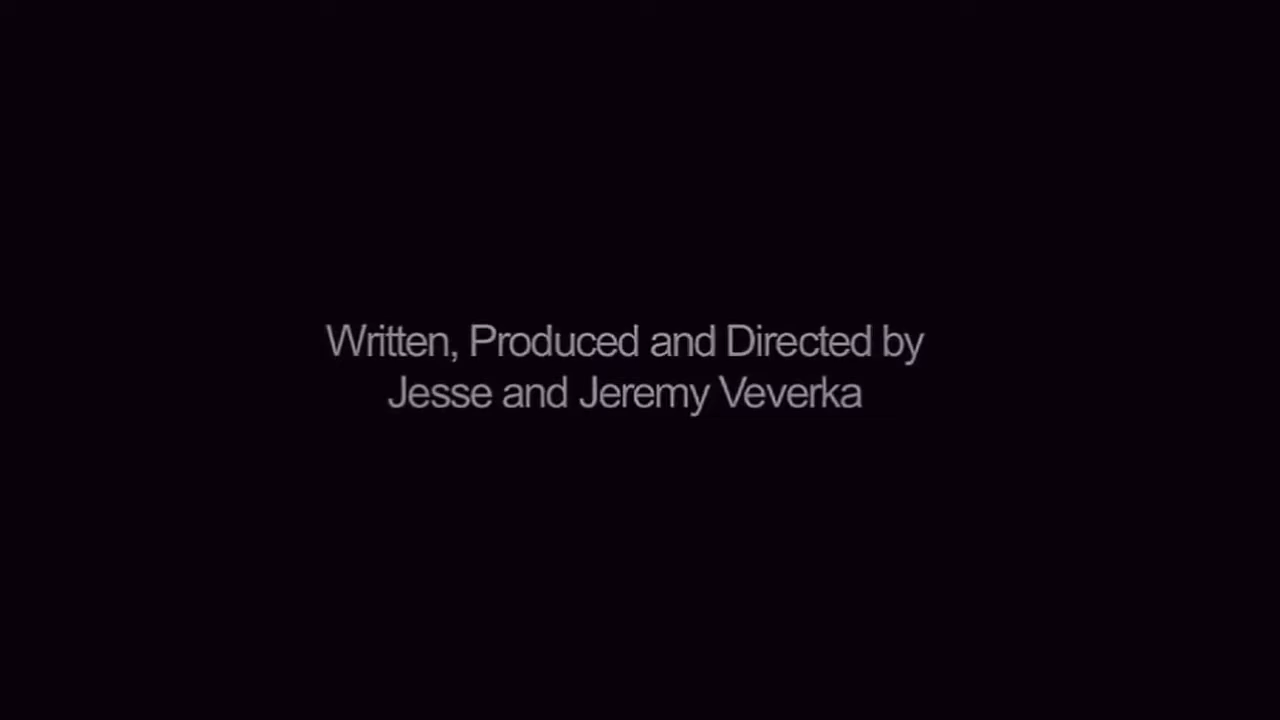 Written, Produced and Directed by
Jesse and Jeremy Veverka